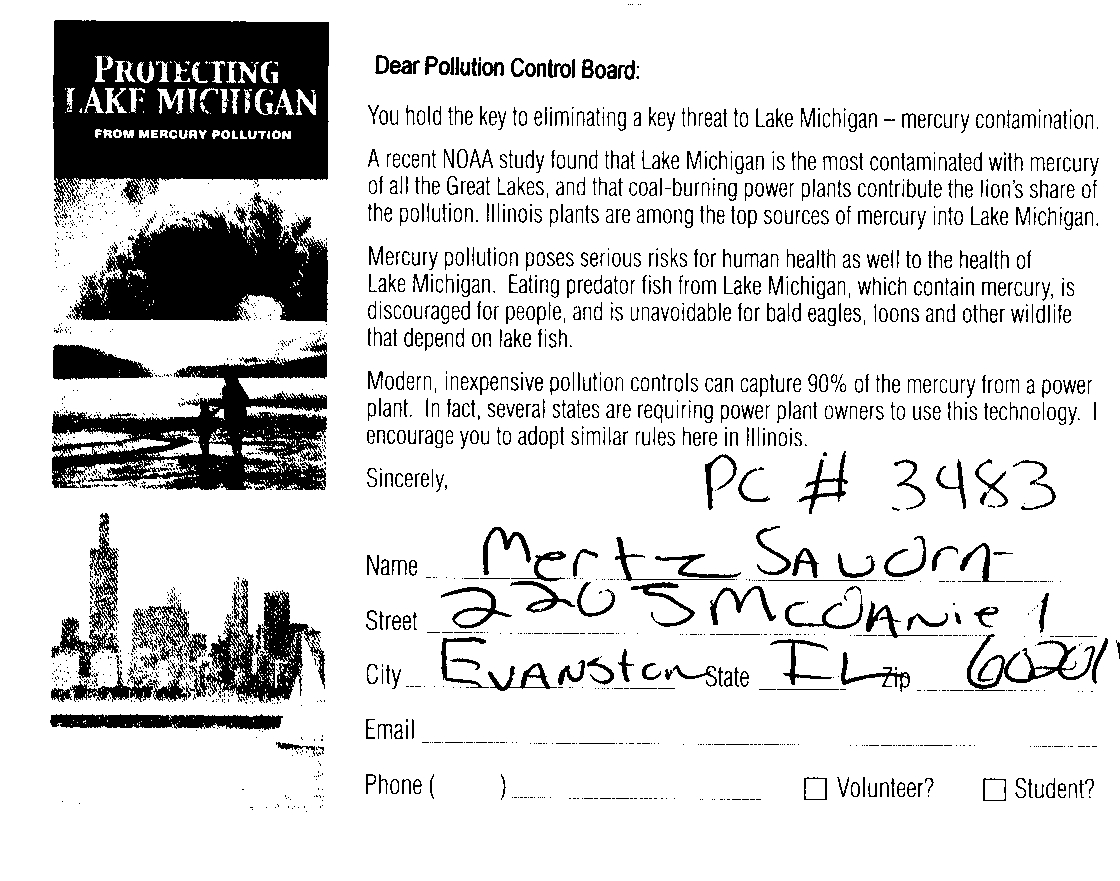 PROTECTING
LAKE MICHIGAN
FROM MERCURY POLLUTION
Dear Pollution Control Board:
You hold the key to eliminating a key threat to Lake Michigan – mercury contamination.
A recent NOAA study found that Lake Michigan is the most contaminated with mercury
of all the Great Lakes, and that coal-burning power plants contribute the lion's share of
the pollution. Illinois plants are among the top sources of mercury into Lake Michigan.
Mercury pollution poses serious risks for human health as well to the health of
Lake Michigan. Eating predator fish from Lake Michigan, which contain mercury, is
discouraged for people, and is unavoidable for bald eagles, loons and other wildlife
that depend on lake fish.
Modern, inexpensive pollution controls can capture 90% of the mercury from a power
plant. In fact, several states are requiring power plant owners to use this technology. I
encourage you to adopt similar rules here in Illinois.
Sincerely,
PC # 3483
Name Mertz
Street 2205 McDaniel
City Evanston State IL Zip 60201
Email
Phone ( )
Volunteer? Student?